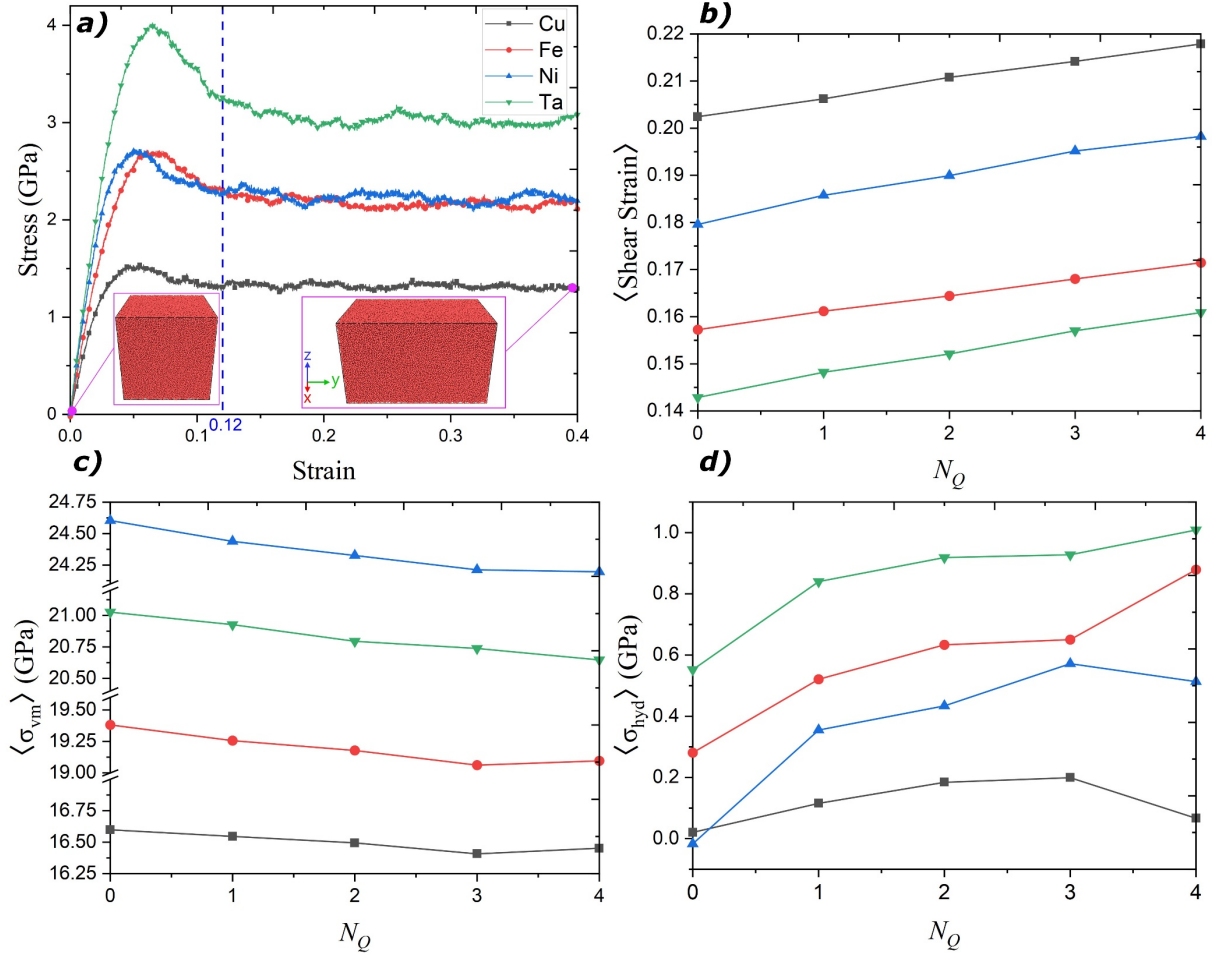 a)
4
3
2
1
0
Stress (GPa)
Cu
Fe
Ni
Ta
z
y
x
0.0
0.1
0.12
0.2
0.3
0.4
Strain
b)
0.22
0.21
0.20
0.19
0.18
0.17
0.16
0.15
0.14
⟨Shear Strain⟩
0
1
2
3
4
N_Q
c)
24.75
24.50
24.25
21.00
20.75
20.50
19.50
19.25
19.00
16.75
16.50
16.25
⟨σ_vm⟩ (GPa)
0
1
2
3
4
N_Q
d)
1.0
0.8
0.6
0.4
0.2
0.0
⟨σ_hyd⟩ (GPa)
0
1
2
3
4
N_Q